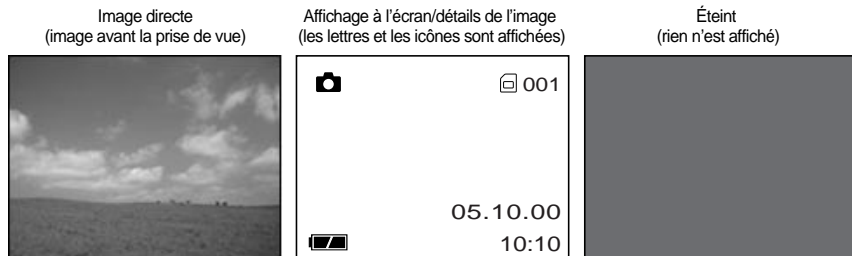 Image directe
(image avant la prise de vue)
Affichage à l’écran/détails de l’image
(les lettres et les icônes sont affichées)
Éteint
(rien n’est affiché)
001
05.10.00
10:10